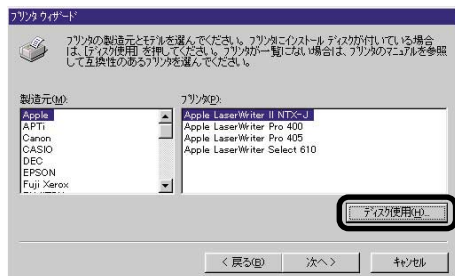 プリンタ ウィザード
プリンタの製造元とモデルを選んでください。プリンタにインストール ディスクが付いている場合
は、[ディスク使用] を押してください。プリンタが一覧にない場合は、プリンタのマニュアルを参照
して互換性のあるプリンタを選んでください。
製造元(M):
プリンタ(P):
Apple
APTi
Canon
CASIO
DEC
EPSON
Fuji Xerox
Apple LaserWriter II NTX-J
Apple LaserWriter Pro 400
Apple LaserWriter Pro 405
Apple LaserWriter Select 610
ディスク使用(H)...
< 戻る(B)
次へ >
キャンセル